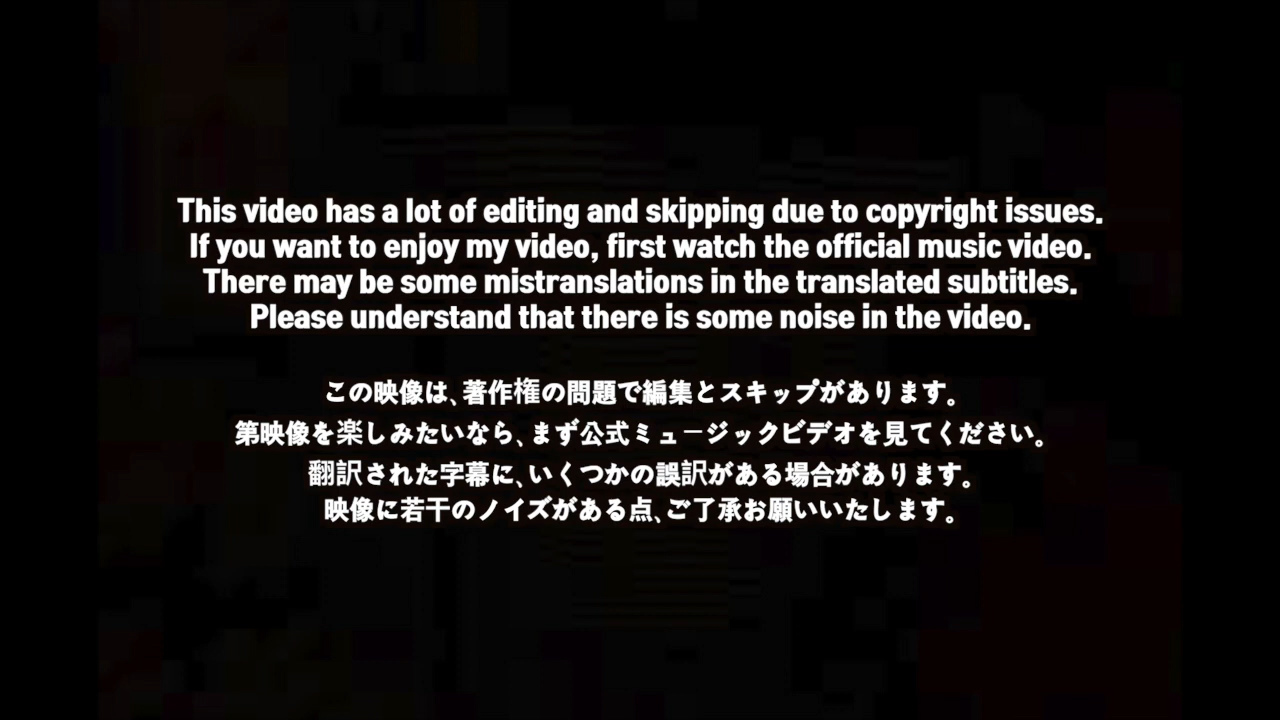 This video has a lot of editing and skipping due to copyright issues.
If you want to enjoy my video, first watch the official music video.
There may be some mistranslations in the translated subtitles.
Please understand that there is some noise in the video.
この映像は、著作権の問題で編集とスキップがあります。
第映像を楽しみたいなら、まず公式ミュージックビデオを見てください。
翻訳された字幕に、いくつかの誤訳がある場合があります。
映像に若干のノイズがある点、ご了承お願いいたします。